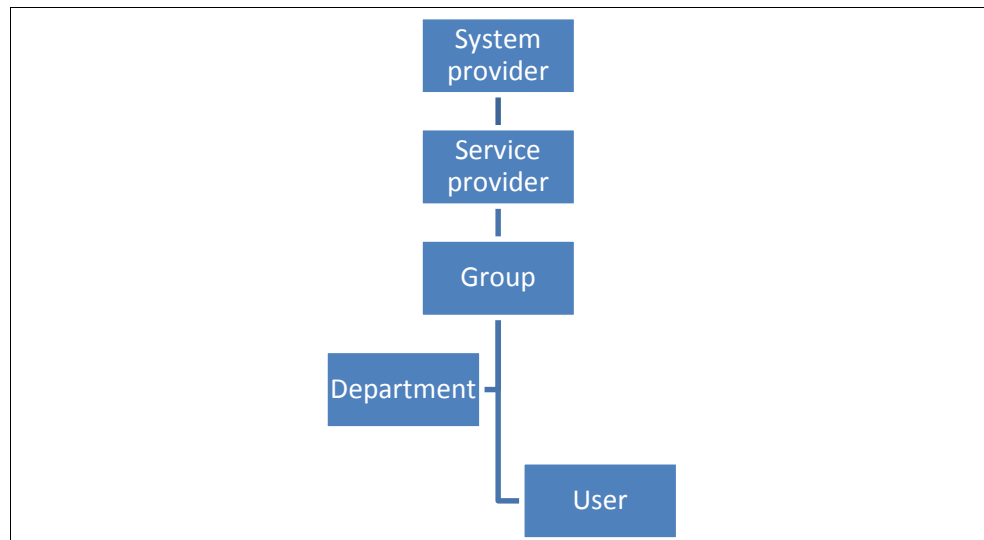 System
provider
Service
provider
Group
Department
User